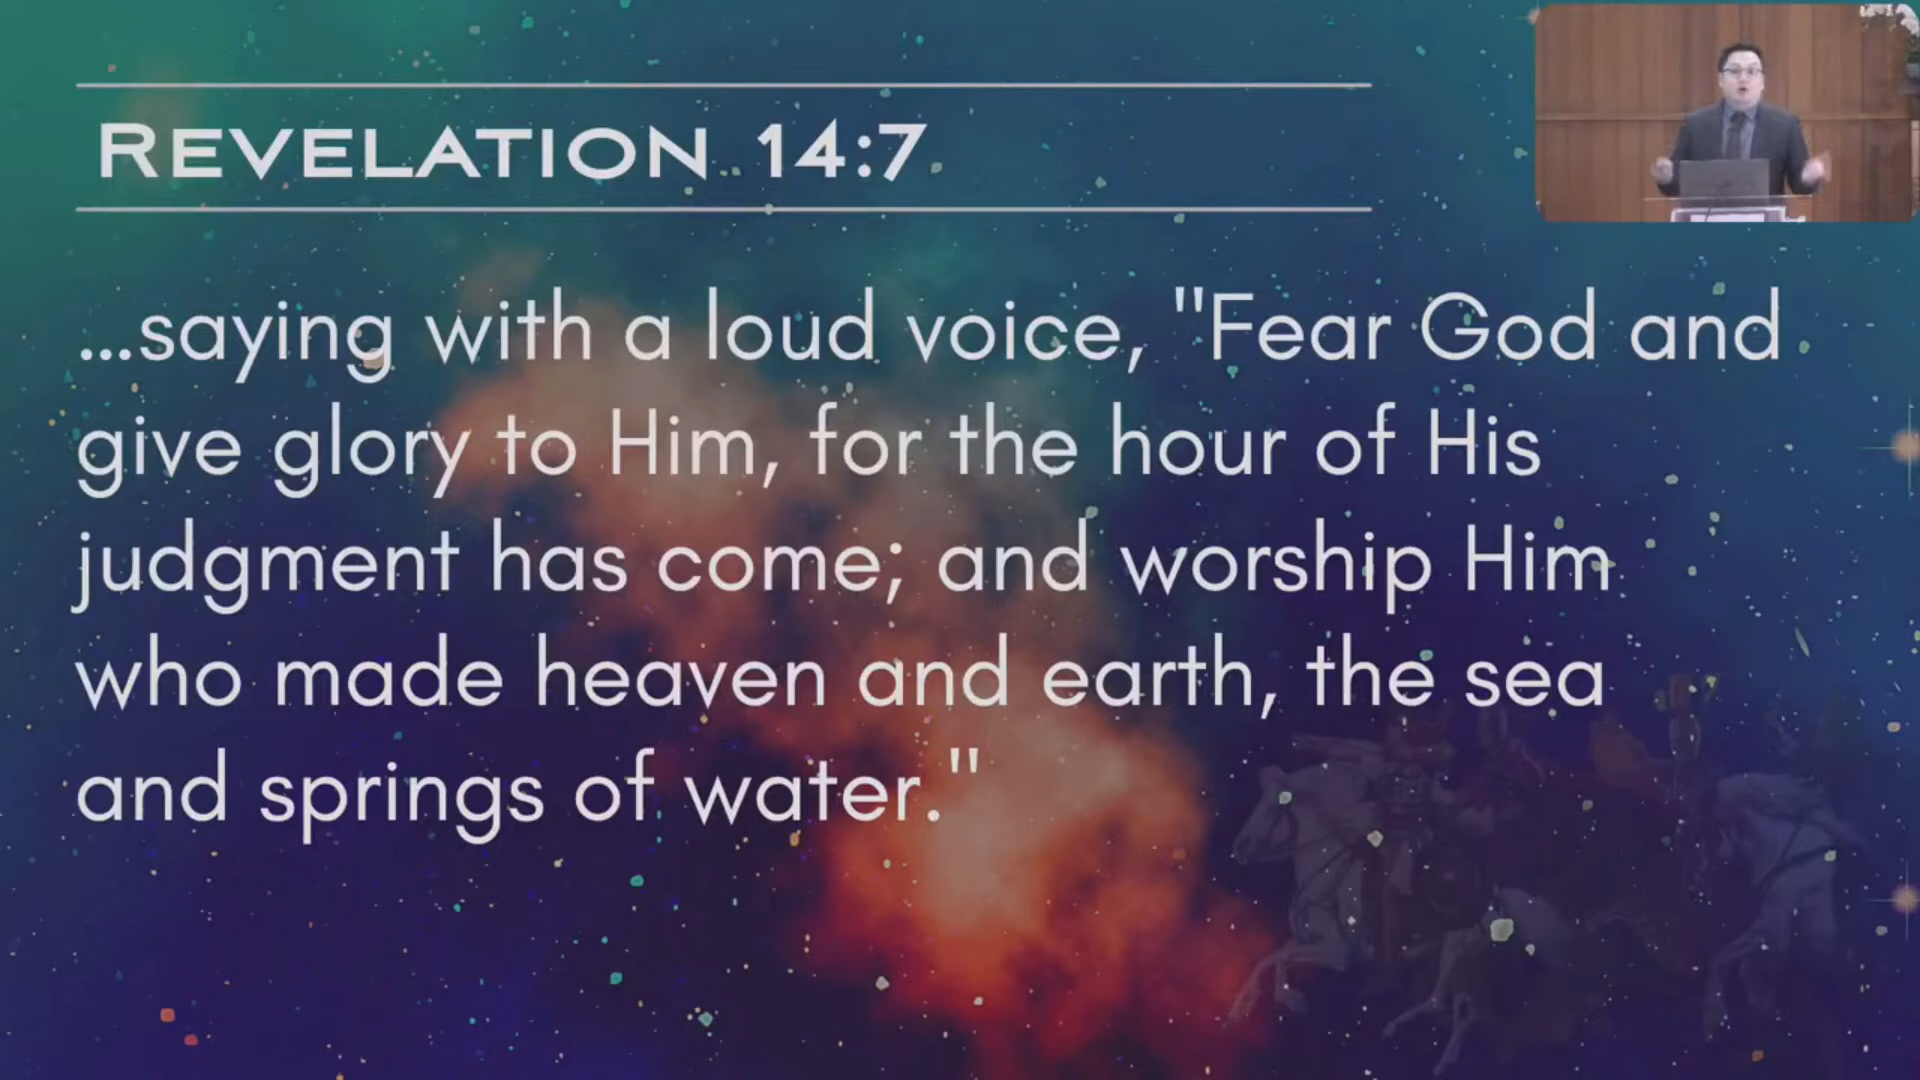 REVELATION 14:7
...saying with a loud voice, "Fear God and
give glory to Him, for the hour of His
judgment has come; and worship Him
who made heaven and earth, the sea
and springs of water."